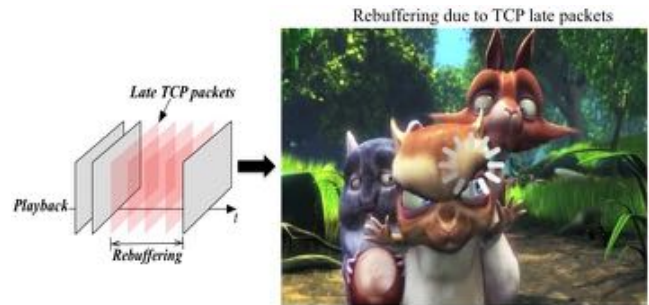 Rebuffering due to TCP late packets
Late TCP packets
Playback
t
Rebuffering